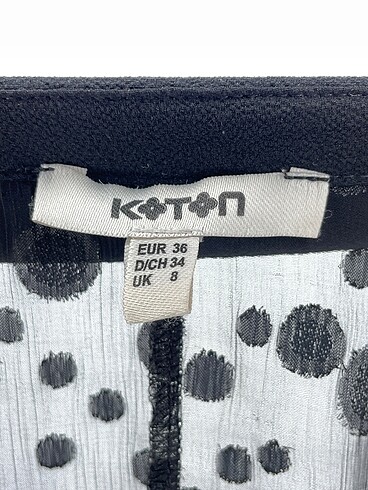 KOTON
EUR 36
D/CH 34
UK 8